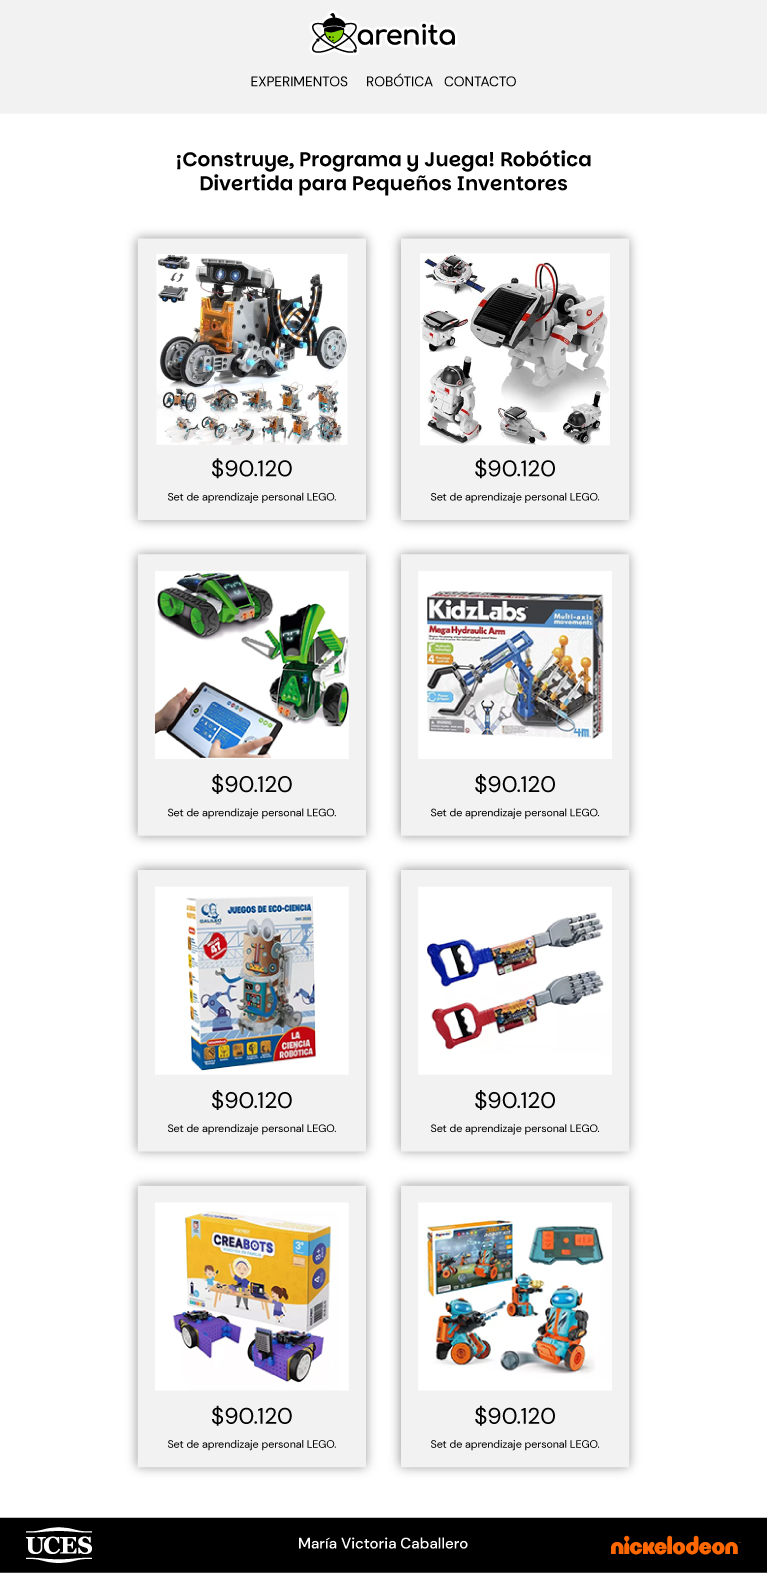 arenita
EXPERIMENTOS ROBÓTICA CONTACTO
¡Construye, Programa y Juega! Robótica
Divertida para Pequeños Inventores
$90.120
Set de aprendizaje personal LEGO.
$90.120
Set de aprendizaje personal LEGO.
KidzLabs
Multi-axis
movements
Mega Hydraulic Arm
4M
$90.120
Set de aprendizaje personal LEGO.
$90.120
Set de aprendizaje personal LEGO.
GALILEO
JUEGOS DE ECO-CIENCIA
47
LA
CIENCIA
ROBÓTICA
$90.120
Set de aprendizaje personal LEGO.
$90.120
Set de aprendizaje personal LEGO.
CREABOTS
$90.120
Set de aprendizaje personal LEGO.
$90.120
Set de aprendizaje personal LEGO.
UCES
María Victoria Caballero
nickelodeon